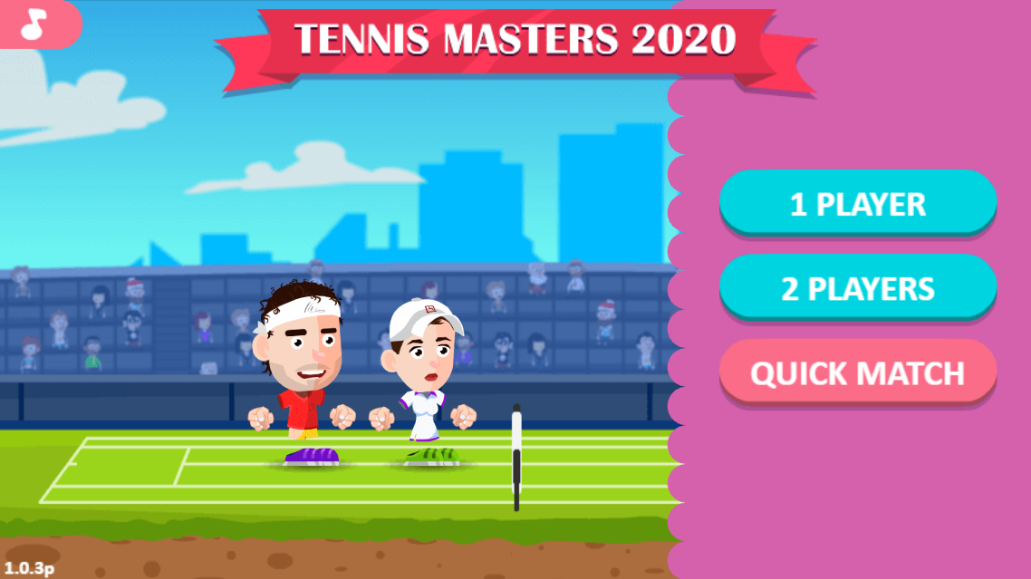 TENNIS MASTERS 2020
1 PLAYER
2 PLAYERS
QUICK MATCH
1.0.3p